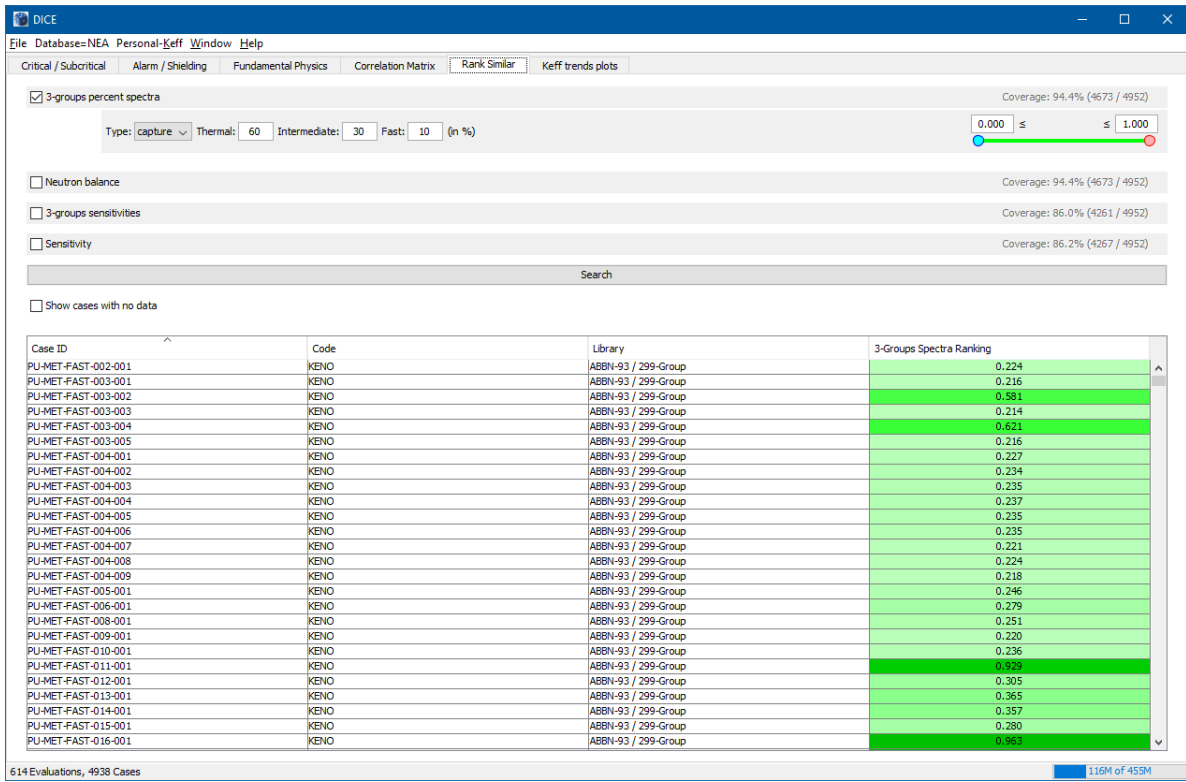 DICE
File Database=NEA Personal-Keff Window Help
Critical / Subcritical Alarm / Shielding Fundamental Physics Correlation Matrix Rank Similar Keff trends plots
3-groups percent spectra Coverage: 94.4% (4673 / 4952)
Type: capture Thermal: 60 Intermediate: 30 Fast: 10 (in %) 0.000 ≤ ≤ 1.000
Neutron balance Coverage: 94.4% (4673 / 4952)
3-groups sensitivities Coverage: 86.0% (4261 / 4952)
Sensitivity Coverage: 86.2% (4267 / 4952)
Search
Show cases with no data
Case ID Code Library 3-Groups Spectra Ranking
PU-MET-FAST-002-001 KENO ABBN-93 / 299-Group 0.224
PU-MET-FAST-003-001 KENO ABBN-93 / 299-Group 0.216
PU-MET-FAST-003-002 KENO ABBN-93 / 299-Group 0.581
PU-MET-FAST-003-003 KENO ABBN-93 / 299-Group 0.214
PU-MET-FAST-003-004 KENO ABBN-93 / 299-Group 0.621
PU-MET-FAST-003-005 KENO ABBN-93 / 299-Group 0.216
PU-MET-FAST-004-001 KENO ABBN-93 / 299-Group 0.227
PU-MET-FAST-004-002 KENO ABBN-93 / 299-Group 0.234
PU-MET-FAST-004-003 KENO ABBN-93 / 299-Group 0.235
PU-MET-FAST-004-004 KENO ABBN-93 / 299-Group 0.237
PU-MET-FAST-004-005 KENO ABBN-93 / 299-Group 0.235
PU-MET-FAST-004-006 KENO ABBN-93 / 299-Group 0.235
PU-MET-FAST-004-007 KENO ABBN-93 / 299-Group 0.221
PU-MET-FAST-004-008 KENO ABBN-93 / 299-Group 0.224
PU-MET-FAST-004-009 KENO ABBN-93 / 299-Group 0.218
PU-MET-FAST-005-001 KENO ABBN-93 / 299-Group 0.246
PU-MET-FAST-006-001 KENO ABBN-93 / 299-Group 0.279
PU-MET-FAST-008-001 KENO ABBN-93 / 299-Group 0.251
PU-MET-FAST-009-001 KENO ABBN-93 / 299-Group 0.220
PU-MET-FAST-010-001 KENO ABBN-93 / 299-Group 0.236
PU-MET-FAST-011-001 KENO ABBN-93 / 299-Group 0.929
PU-MET-FAST-012-001 KENO ABBN-93 / 299-Group 0.305
PU-MET-FAST-013-001 KENO ABBN-93 / 299-Group 0.365
PU-MET-FAST-014-001 KENO ABBN-93 / 299-Group 0.357
PU-MET-FAST-015-001 KENO ABBN-93 / 299-Group 0.280
PU-MET-FAST-016-001 KENO ABBN-93 / 299-Group 0.963
614 Evaluations, 4938 Cases 116M of 455M